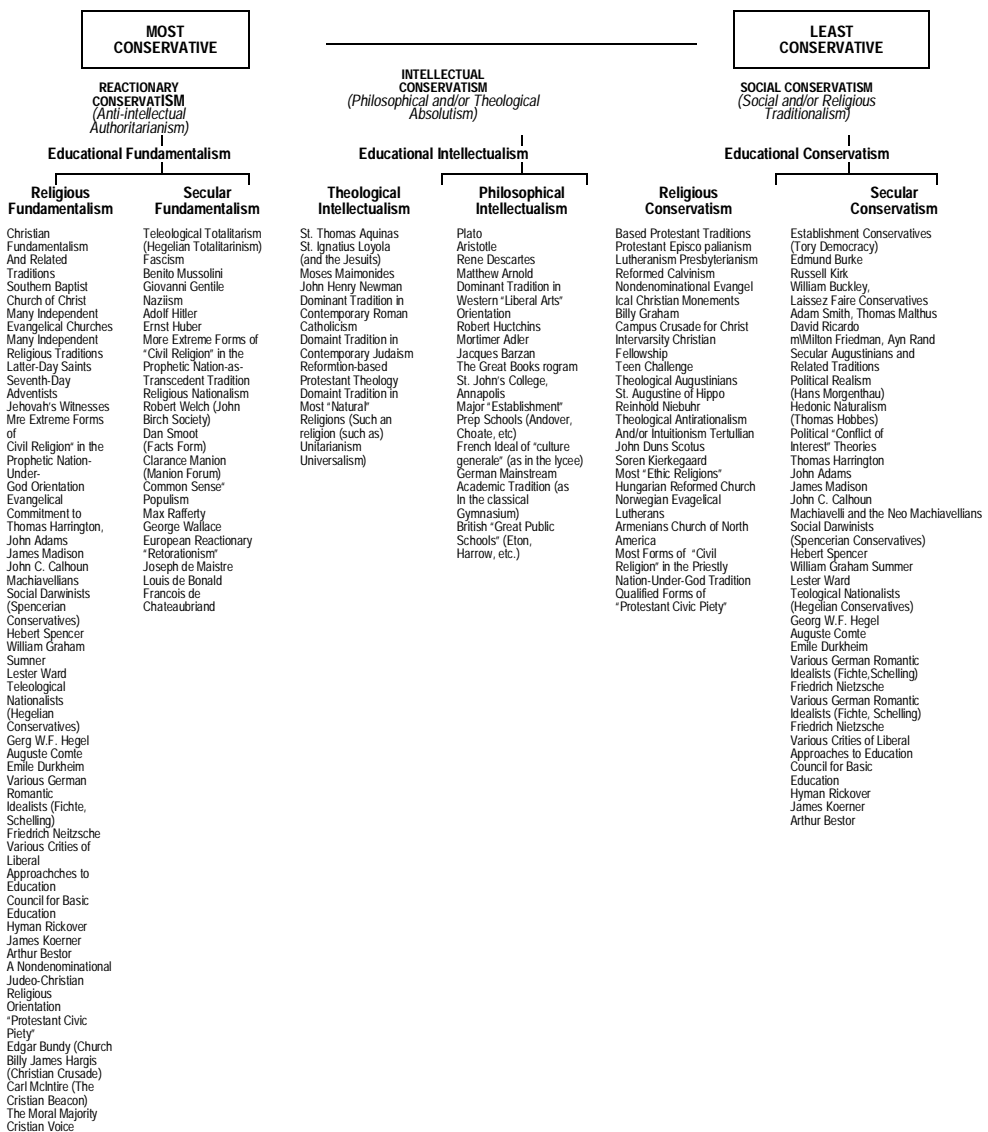 MOST
CONSERVATIVE
LEAST
CONSERVATIVE
REACTIONARY
CONSERVATISM
(Anti-intellectual
Authoritarianism)
INTELLECTUAL
CONSERVATISM
(Philosophical and/or Theological
Absolutism)
SOCIAL CONSERVATISM
(Social and/or Religious
Traditionalism)
Educational Fundamentalism
Educational Intellectualism
Educational Conservatism
Religious
Fundamentalism
Christian
Fundamentalism
And Related
Traditions
Southern Baptist
Church of Christ
Many Independent
Evangelical Churches
Many Independent
Religious Traditions
Latter-Day Saints
Seventh-Day
Adventists
Jehovah's Witnesses
Mre Extreme Forms
of
Civil Religion" in the
Prophetic Nation-
Under-
God Orientation
Evangelical
Commitment to
Thomas Harrington,
John Adams
James Madison
John C. Calhoun
Machiavellians
Social Darwinists
(Spencerian
Conservatives)
Hebert Spencer
William Graham
Sumner
Lester Ward
Teleological
Nationalists
(Hegelian
Conservatives)
Gerg W.F. Hegel
Auguste Comte
Emile Durkheim
Various German
Romantic
Idealists (Fichte,
Schelling)
Friedrich Neitzsche
Various Crities of
Liberal
Approachches to
Education
Council for Basic
Education
Hyman Rickover
James Koerner
Arthur Bestor
A Nondenominational
Judeo-Christian
Religious
Orientation
"Protestant Civic
Piety"
Edgar Bundy (Church
Billy James Hargis
(Christian Crusade)
Carl McIntire (The
Cristian Beacon)
The Moral Majority
Cristian Voice
Secular
Fundamentalism
Teleological Totalitarism
(Hegelian Totalitarinism)
Fascism
Benito Mussolini
Giovanni Gentile
Naziism
Adolf Hitler
Ernst Huber
More Extreme Forms of
"Civil Religion" in the
Prophetic Nation-as-
Transcedent Tradition
Religious Nationalism
Robert Welch (John
Birch Society)
Dan Smoot
(Facts Form)
Clarance Manion
(Manion Forum)
Common Sense"
Populism
Max Rafferty
George Wallace
European Reactionary
"Retorationism"
Joseph de Maistre
Louis de Bonald
Francois de
Chateaubriand
Theological
Intellectualism
St. Thomas Aquinas
St. Ignatius Loyola
(and the Jesuits)
Moses Maimonides
John Henry Newman
Dominant Tradition in
Contemporary Roman
Catholicism
Domaint Tradition in
Contemporary Judaism
Reformtion-based
Protestant Theology
Domaint Tradition in
Most "Natural"
Religions (Such an
religion (such as)
Unitarianism
Universalism)
Philosophical
Intellectualism
Plato
Aristotle
Rene Descartes
Matthew Arnold
Dominant Tradition in
Western "Liberal Arts"
Orientation
Robert Huctchins
Mortimer Adler
Jacques Barzan
The Great Books rogram
St. John's College,
Annapolis
Major "Establishment"
Prep Schools (Andover,
Choate, etc)
French Ideal of "culture
generale" (as in the lycee)
German Mainstream
Academic Tradition (as
In the classical
Gymnasium)
British "Great Public
Schools" (Eton,
Harrow, etc.)
Religious
Conservatism
Based Protestant Traditions
Protestant Episco palianism
Lutheranism Presbyterianism
Reformed Calvinism
Nondenominational Evangel
Ical Christian Monements
Billy Graham
Campus Crusade for Christ
Intervarsity Christian
Fellowship
Teen Challenge
Theological Augustinians
St. Augustine of Hippo
Reinhold Niebuhr
Theological Antirationalism
And/or Intuitionism Tertullian
John Duns Scotus
Soren Kierkegaard
Most "Ethic Religions"
Hungarian Reformed Church
Norwegian Evagelical
Lutherans
Armenians Church of North
America
Most Forms of "Civil
Religion" in the Priestly
Nation-Under-God Tradition
Qualified Forms of
"Protestant Civic Piety"
Secular
Conservatism
Establishment Conservatives
(Tory Democracy)
Edmund Burke
Russell Kirk
William Buckley,
Laissez Faire Conservatives
Adam Smith, Thomas Malthus
David Ricardo
m\Milton Friedman, Ayn Rand
Secular Augustinians and
Related Traditions
Political Realism
(Hans Morgenthau)
Hedonic Naturalism
(Thomas Hobbes)
Political "Conflict of
Interest" Theories
Thomas Harrington
John Adams
James Madison
John C. Calhoun
Machiavelli and the Neo Machiavellians
Social Darwinists
(Spencerian Conservatives)
Hebert Spencer
William Graham Summer
Lester Ward
Teological Nationalists
(Hegelian Conservatives)
Georg W.F. Hegel
Auguste Comte
Emile Durkheim
Various German Romantic
Idealists (Fichte,Schelling)
Friedrich Nietzsche
Various German Romantic
Idealists (Fichte, Schelling)
Friedrich Nietzsche
Various Crities of Liberal
Approaches to Education
Council for Basic
Education
Hyman Rickover
James Koerner
Arthur Bestor